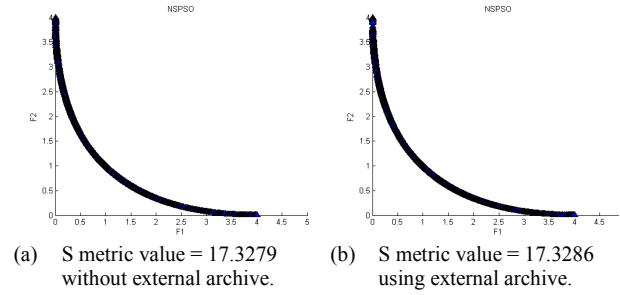 NSPSO
4
3.5
3
2.5
2
1.5
1
0.5
0
F2
0 0.5 1 1.5 2 2.5 3 3.5 4 4.5 5
F1
(a) S metric value = 17.3279
without external archive.
NSPSO
4
3.5
3
2.5
2
1.5
1
0.5
0
F2
0 0.5 1 1.5 2 2.5 3 3.5 4 4.5
F1
(b) S metric value = 17.3286
using external archive.